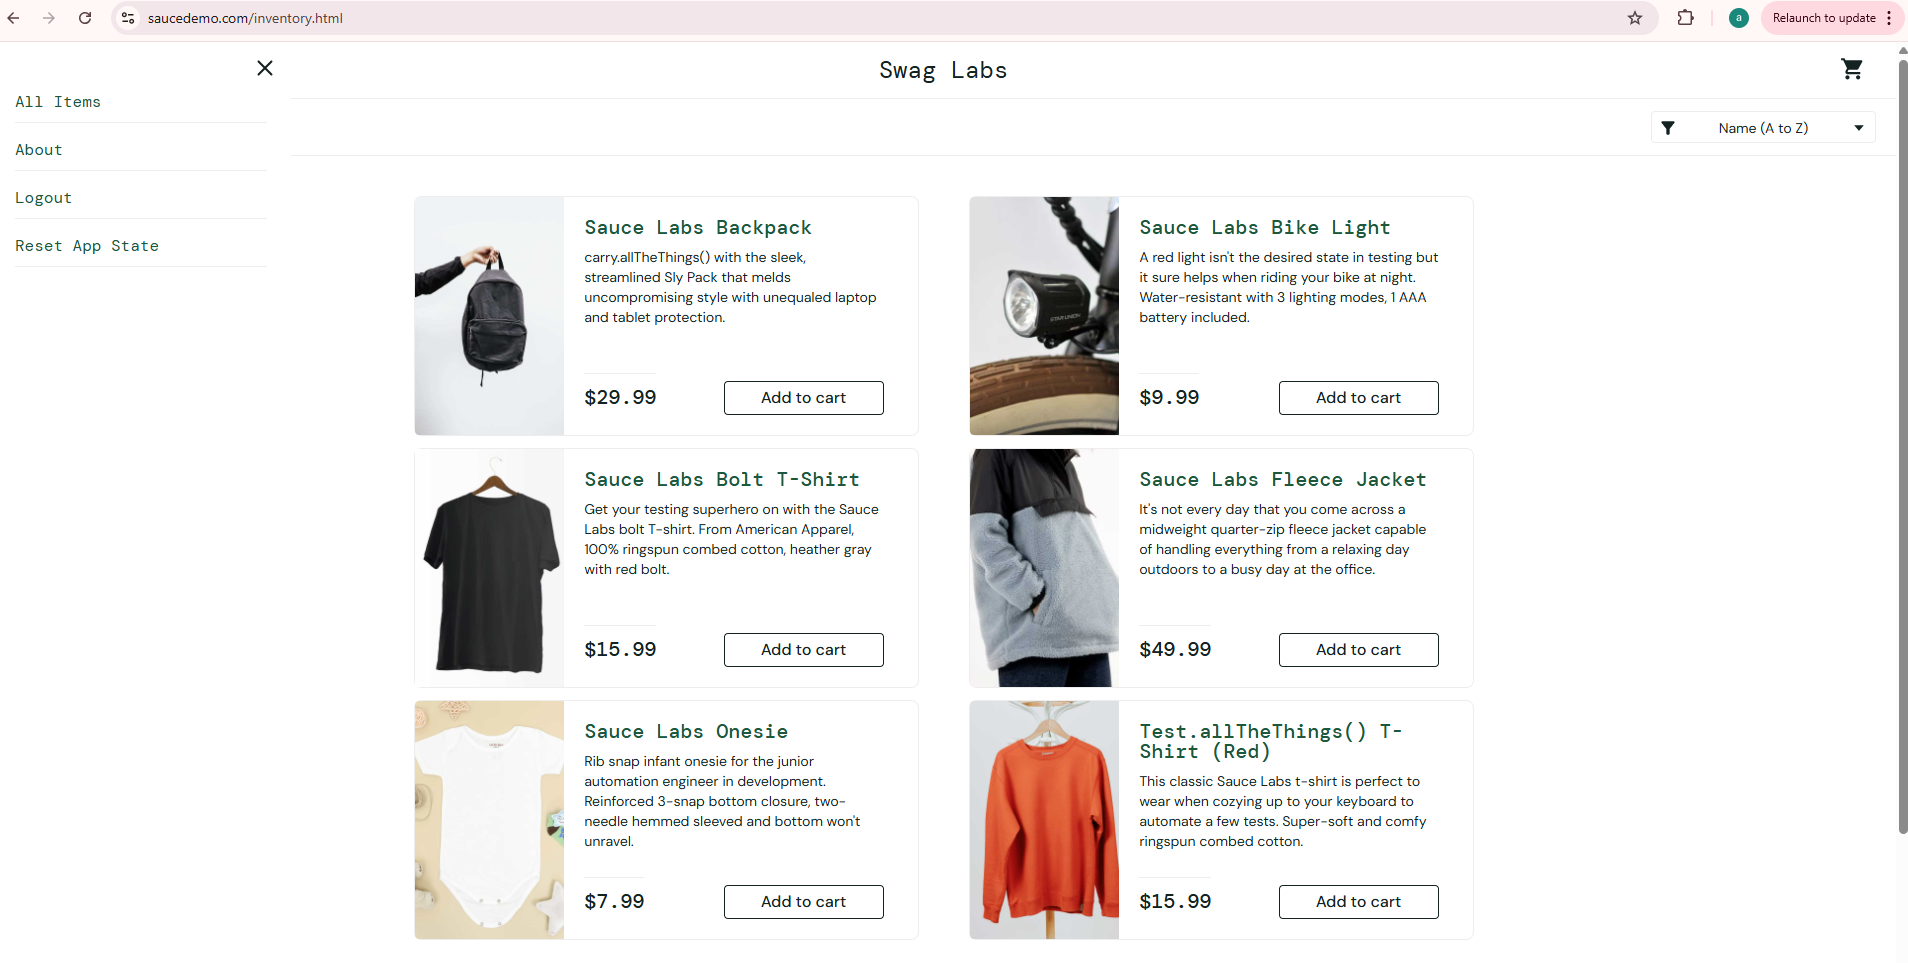 saucedemo.com/inventory.html
a
Relaunch to update
Swag Labs
All Items
About
Logout
Reset App State
Name (A to Z)
Sauce Labs Backpack
carry.allTheThings() with the sleek,
streamlined Sly Pack that melds
uncompromising style with unequaled laptop
and tablet protection.
$29.99
Add to cart
Sauce Labs Bike Light
A red light isn't the desired state in testing but
it sure helps when riding your bike at night.
Water-resistant with 3 lighting modes, 1 AAA
battery included.
$9.99
Add to cart
STAR UNION
Sauce Labs Bolt T-Shirt
Get your testing superhero on with the Sauce
Labs bolt T-shirt. From American Apparel,
100% ringspun combed cotton, heather gray
with red bolt.
$15.99
Add to cart
Sauce Labs Fleece Jacket
It's not every day that you come across a
midweight quarter-zip fleece jacket capable
of handling everything from a relaxing day
outdoors to a busy day at the office.
$49.99
Add to cart
Sauce Labs Onesie
Rib snap infant onesie for the junior
automation engineer in development.
Reinforced 3-snap bottom closure, two-
needle hemmed sleeved and bottom won't
unravel.
$7.99
Add to cart
Test.allTheThings() T-
Shirt (Red)
This classic Sauce Labs t-shirt is perfect to
wear when cozying up to your keyboard to
automate a few tests. Super-soft and comfy
ringspun combed cotton.
$15.99
Add to cart